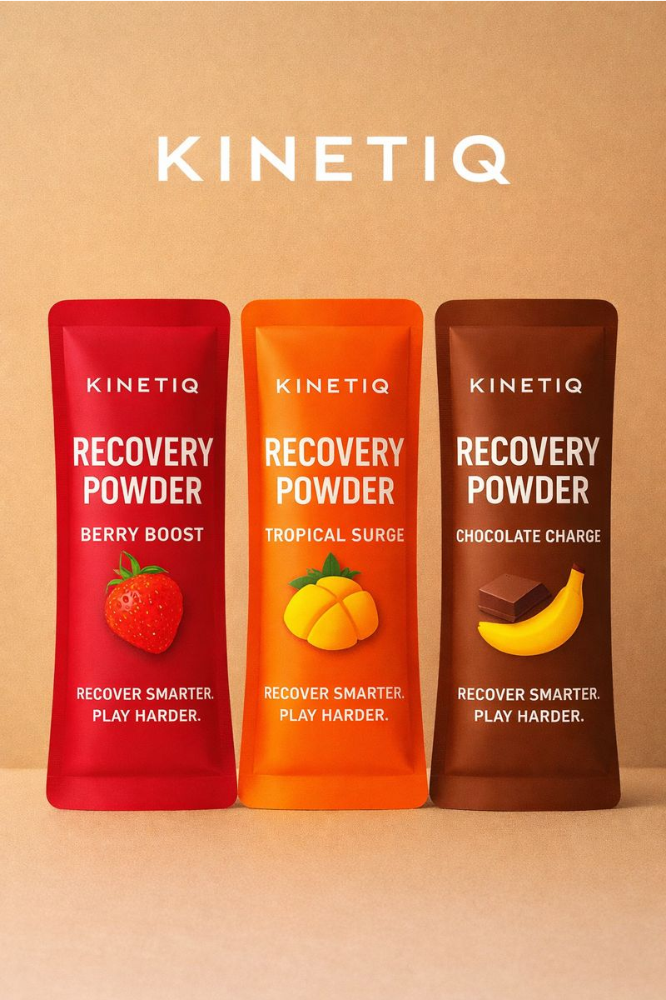 KINETIQ
KINETIQ
RECOVERY
POWDER
BERRY BOOST
RECOVER SMARTER.
PLAY HARDER.
KINETIQ
RECOVERY
POWDER
TROPICAL SURGE
RECOVER SMARTER.
PLAY HARDER.
KINETIQ
RECOVERY
POWDER
CHOCOLATE CHARGE
RECOVER SMARTER.
PLAY HARDER.